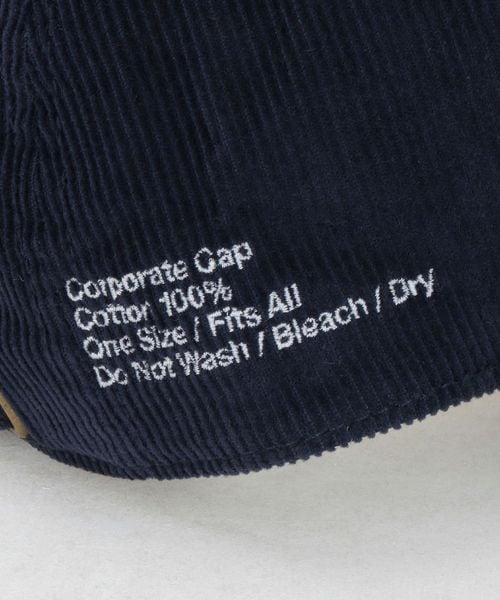 Corporate Cap
Cotton 100%
One Size / Fits All
Do Not Wash / Bleach / Dry